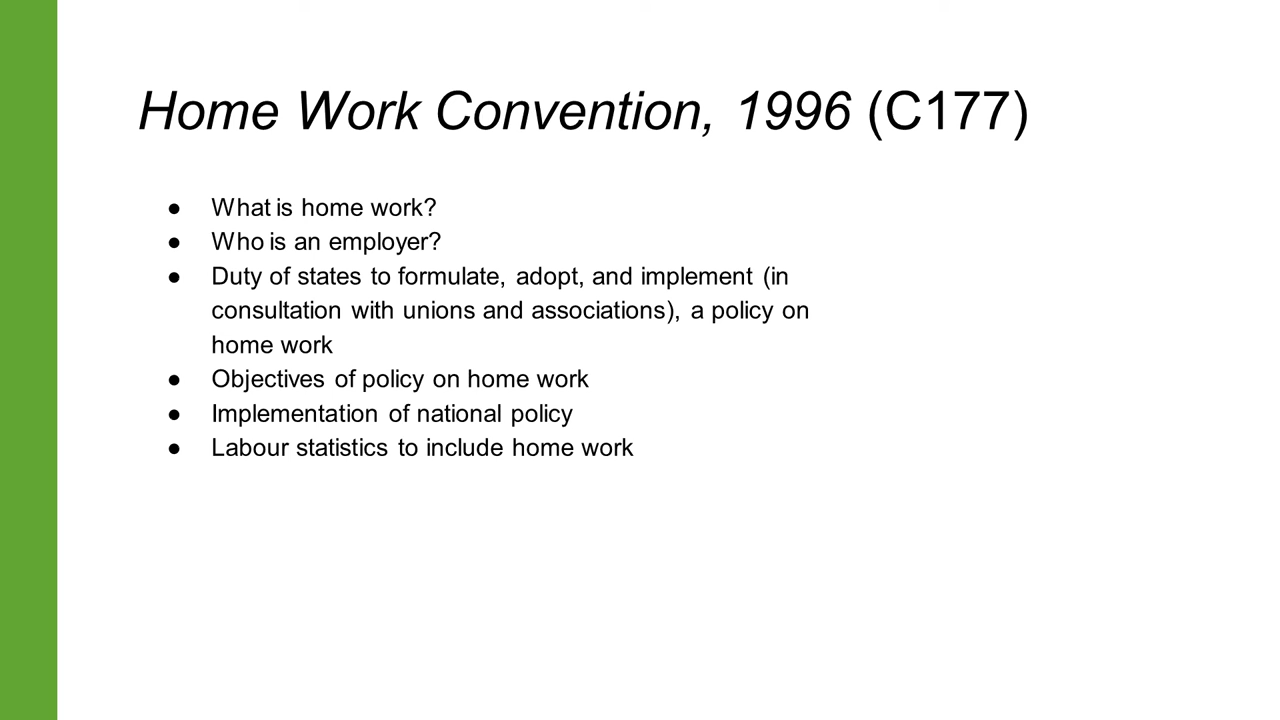 Home Work Convention, 1996 (C177)
● What is home work?
● Who is an employer?
● Duty of states to formulate, adopt, and implement (in
consultation with unions and associations), a policy on
home work
● Objectives of policy on home work
● Implementation of national policy
● Labour statistics to include home work